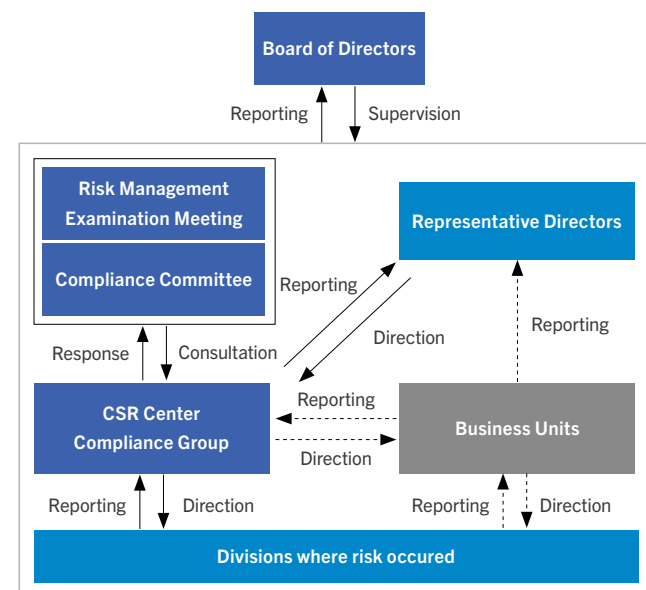 Board of Directors
Reporting
Supervision
Risk Management
Examination Meeting
Compliance Committee
Representative Directors
Reporting
Direction
Reporting
Response
Consultation
CSR Center
Compliance Group
Reporting
Direction
Business Units
Reporting
Direction
Reporting
Direction
Divisions where risk occured